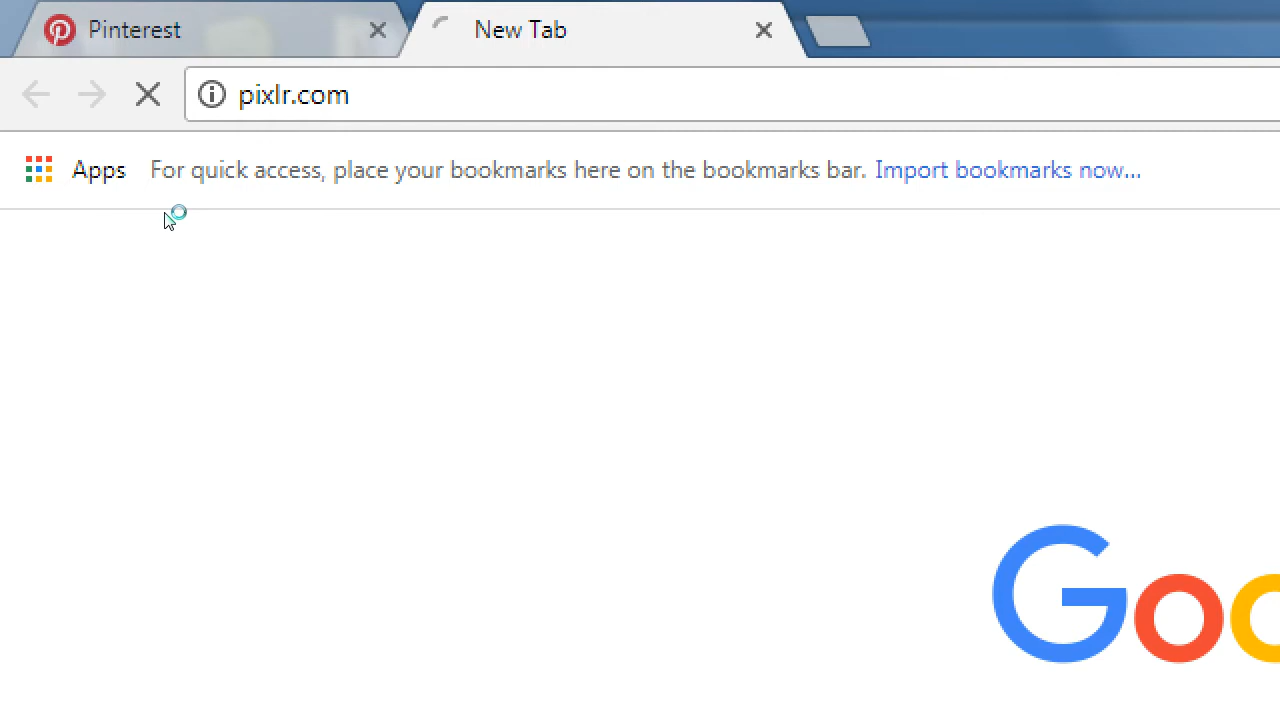 Pinterest
New Tab
pixlr.com
Apps For quick access, place your bookmarks here on the bookmarks bar. Import bookmarks now...
Goo